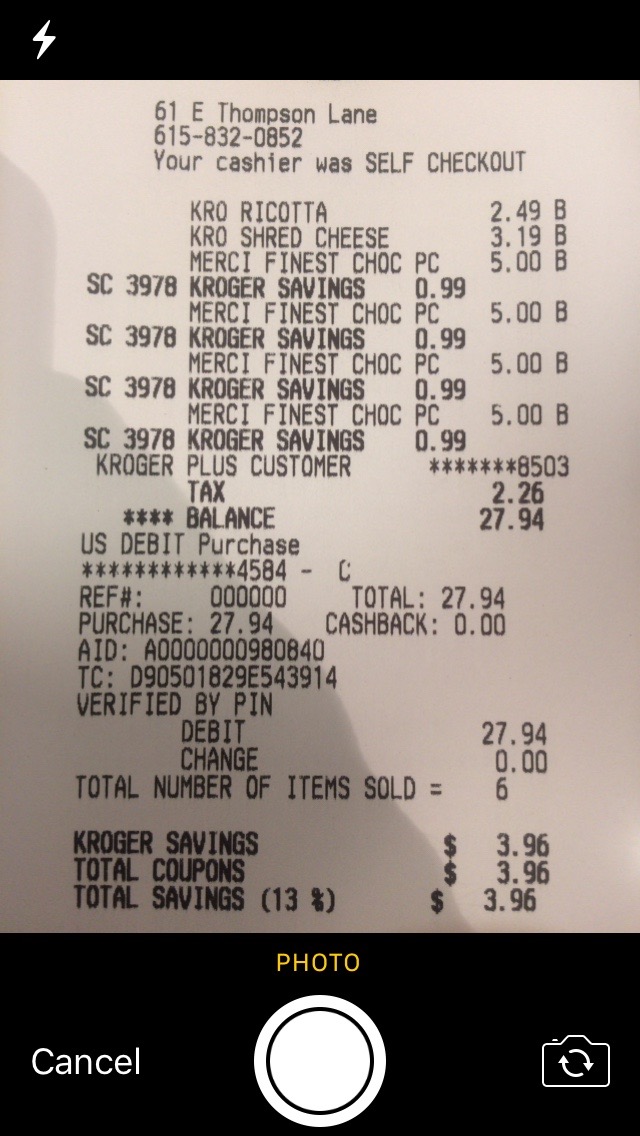 61 E Thompson Lane
615-832-0852
Your cashier was SELF CHECKOUT
KRO RICOTTA 2.49 B
KRO SHRED CHEESE 3.19 B
MERCI FINEST CHOC PC 5.00 B
SC 3978 KROGER SAVINGS 0.99
MERCI FINEST CHOC PC 5.00 B
SC 3978 KROGER SAVINGS 0.99
MERCI FINEST CHOC PC 5.00 B
SC 3978 KROGER SAVINGS 0.99
MERCI FINEST CHOC PC 5.00 B
SC 3978 KROGER SAVINGS 0.99
KROGER PLUS CUSTOMER *******8503
TAX 2.26
**** BALANCE 27.94
US DEBIT Purchase
************4584 - C
REF#: 000000 TOTAL: 27.94
PURCHASE: 27.94 CASHBACK: 0.00
AID: A0000000980840
TC: D90501829E543914
VERIFIED BY PIN
DEBIT 27.94
CHANGE 0.00
TOTAL NUMBER OF ITEMS SOLD = 6
KROGER SAVINGS $ 3.96
TOTAL COUPONS $ 3.96
TOTAL SAVINGS (13 %) $ 3.96
PHOTO
Cancel